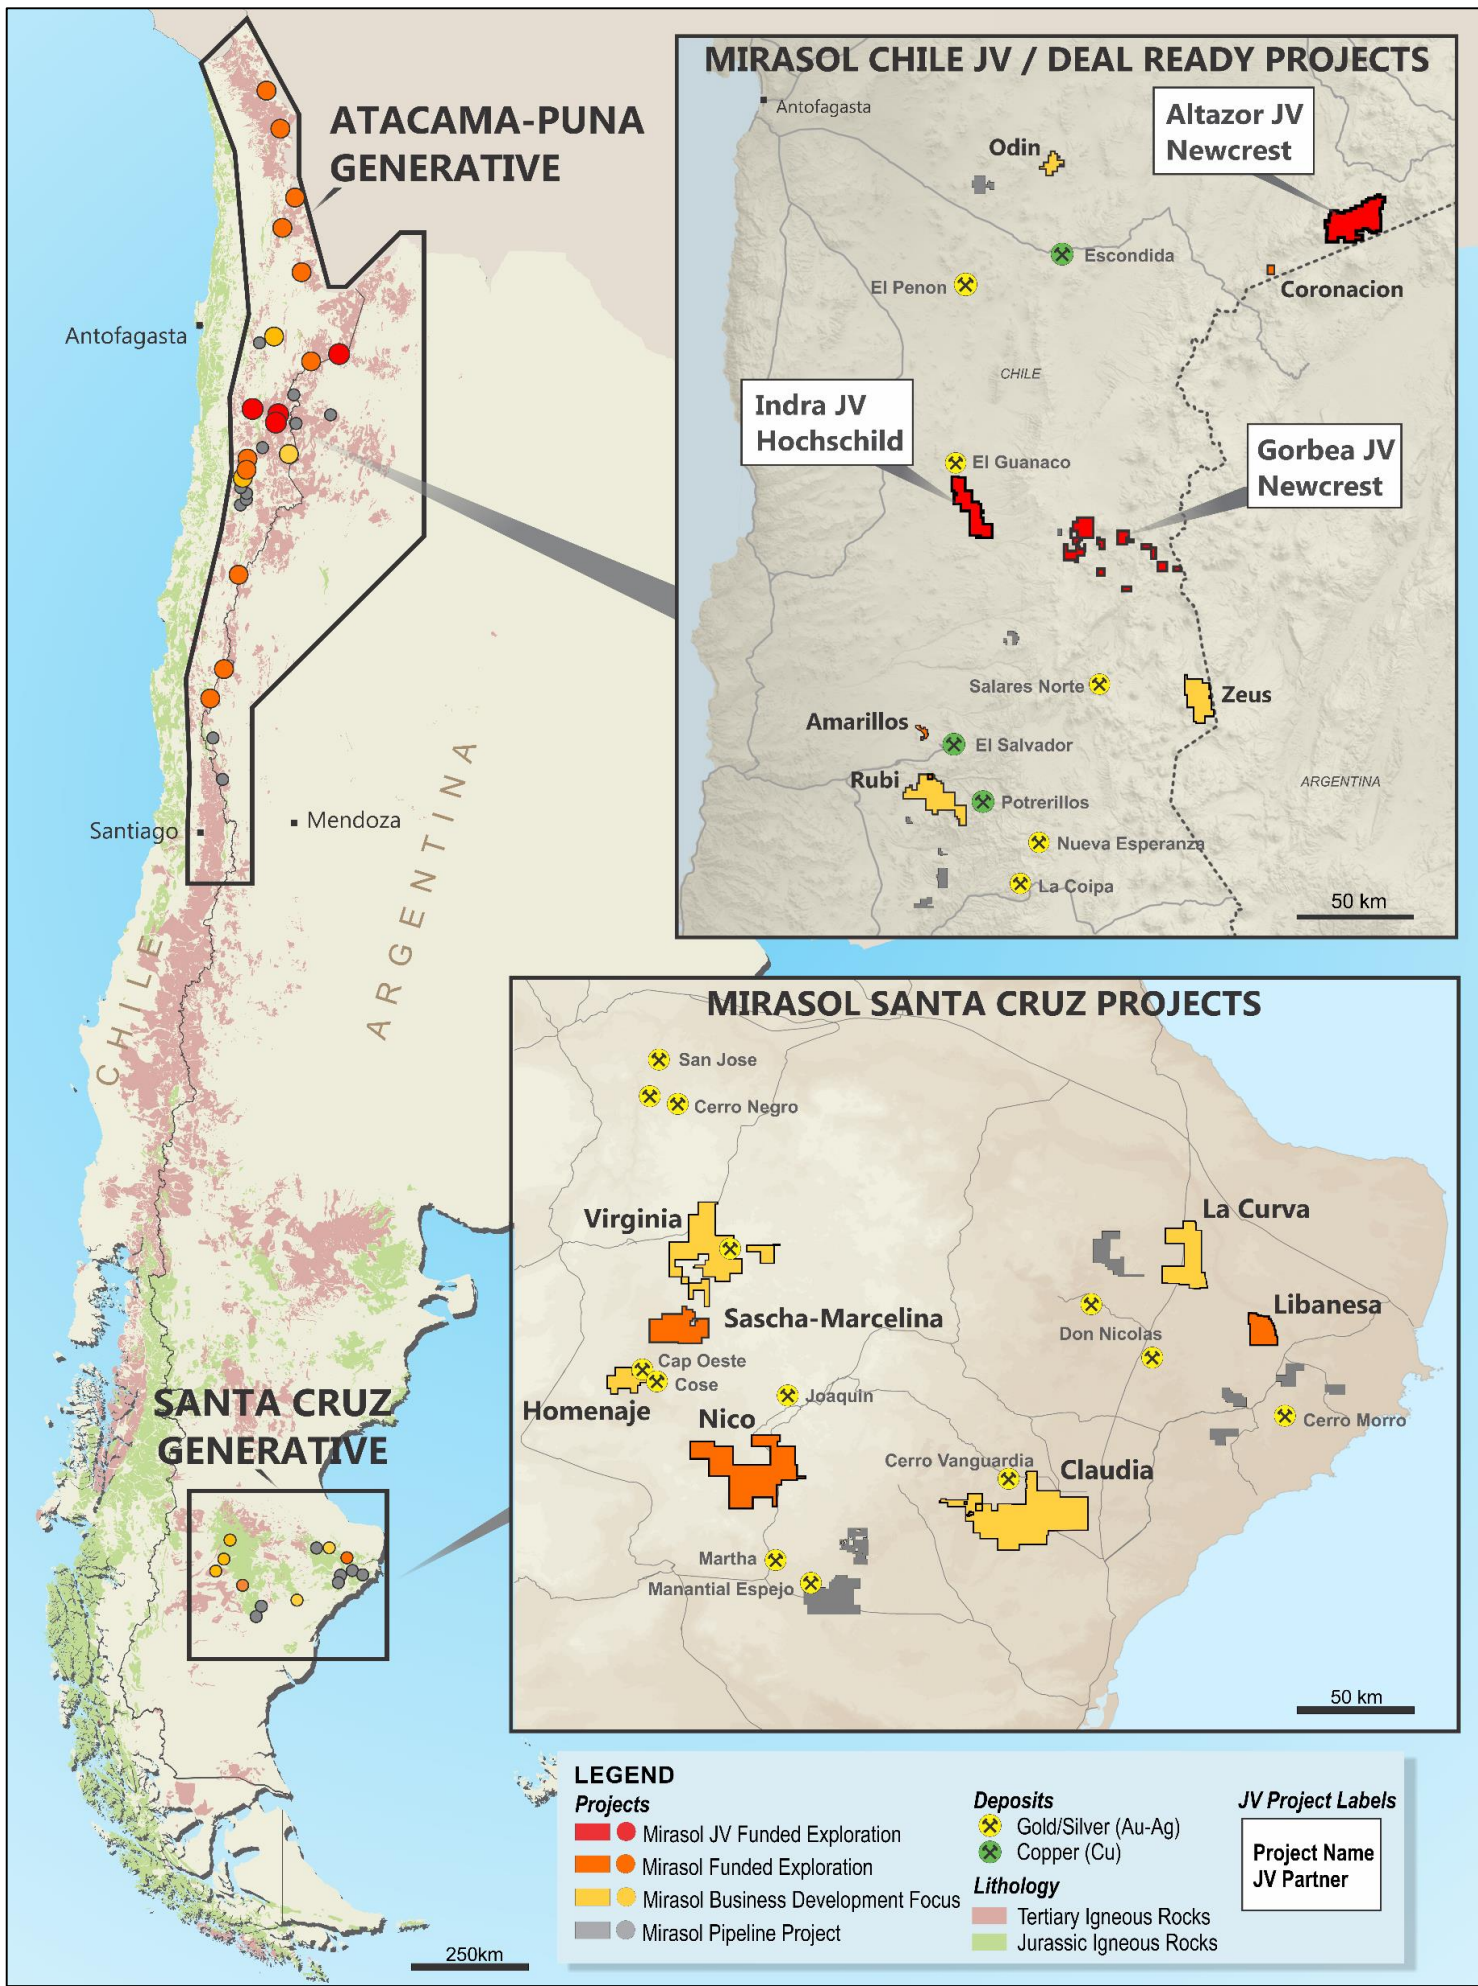 ATACAMA-PUNA
GENERATIVE
Antofagasta
Santiago
Mendoza
CHILE
ARGENTINA
SANTA CRUZ
GENERATIVE
250km
MIRASOL CHILE JV / DEAL READY PROJECTS
Antofagasta
Altazor JV
Newcrest
Odin
Escondida
El Penon
Coronacion
CHILE
Indra JV
Hochschild
El Guanaco
Gorbea JV
Newcrest
Salares Norte
Zeus
Amarillos
El Salvador
Rubi
Potrerillos
ARGENTINA
Nueva Esperanza
La Coipa
50 km
MIRASOL SANTA CRUZ PROJECTS
San Jose
Cerro Negro
Virginia
La Curva
Sascha-Marcelina
Libanesa
Don Nicolas
Cap Oeste
Cose
Homenaje
Joaquin
Nico
Cerro Morro
Cerro Vanguardia
Claudia
Martha
Manantial Espejo
50 km
LEGEND
Projects
Mirasol JV Funded Exploration
Mirasol Funded Exploration
Mirasol Business Development Focus
Mirasol Pipeline Project
Deposits
Gold/Silver (Au-Ag)
Copper (Cu)
Lithology
Tertiary Igneous Rocks
Jurassic Igneous Rocks
JV Project Labels
Project Name
JV Partner